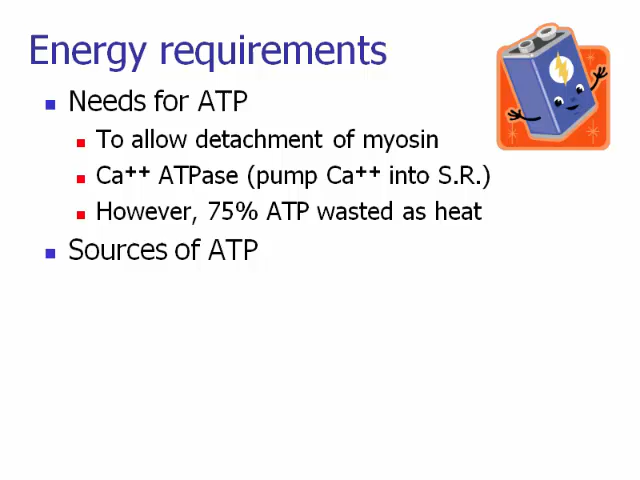 Energy requirements
Needs for ATP
To allow detachment of myosin
Ca++ ATPase (pump Ca++ into S.R.)
However, 75% ATP wasted as heat
Sources of ATP